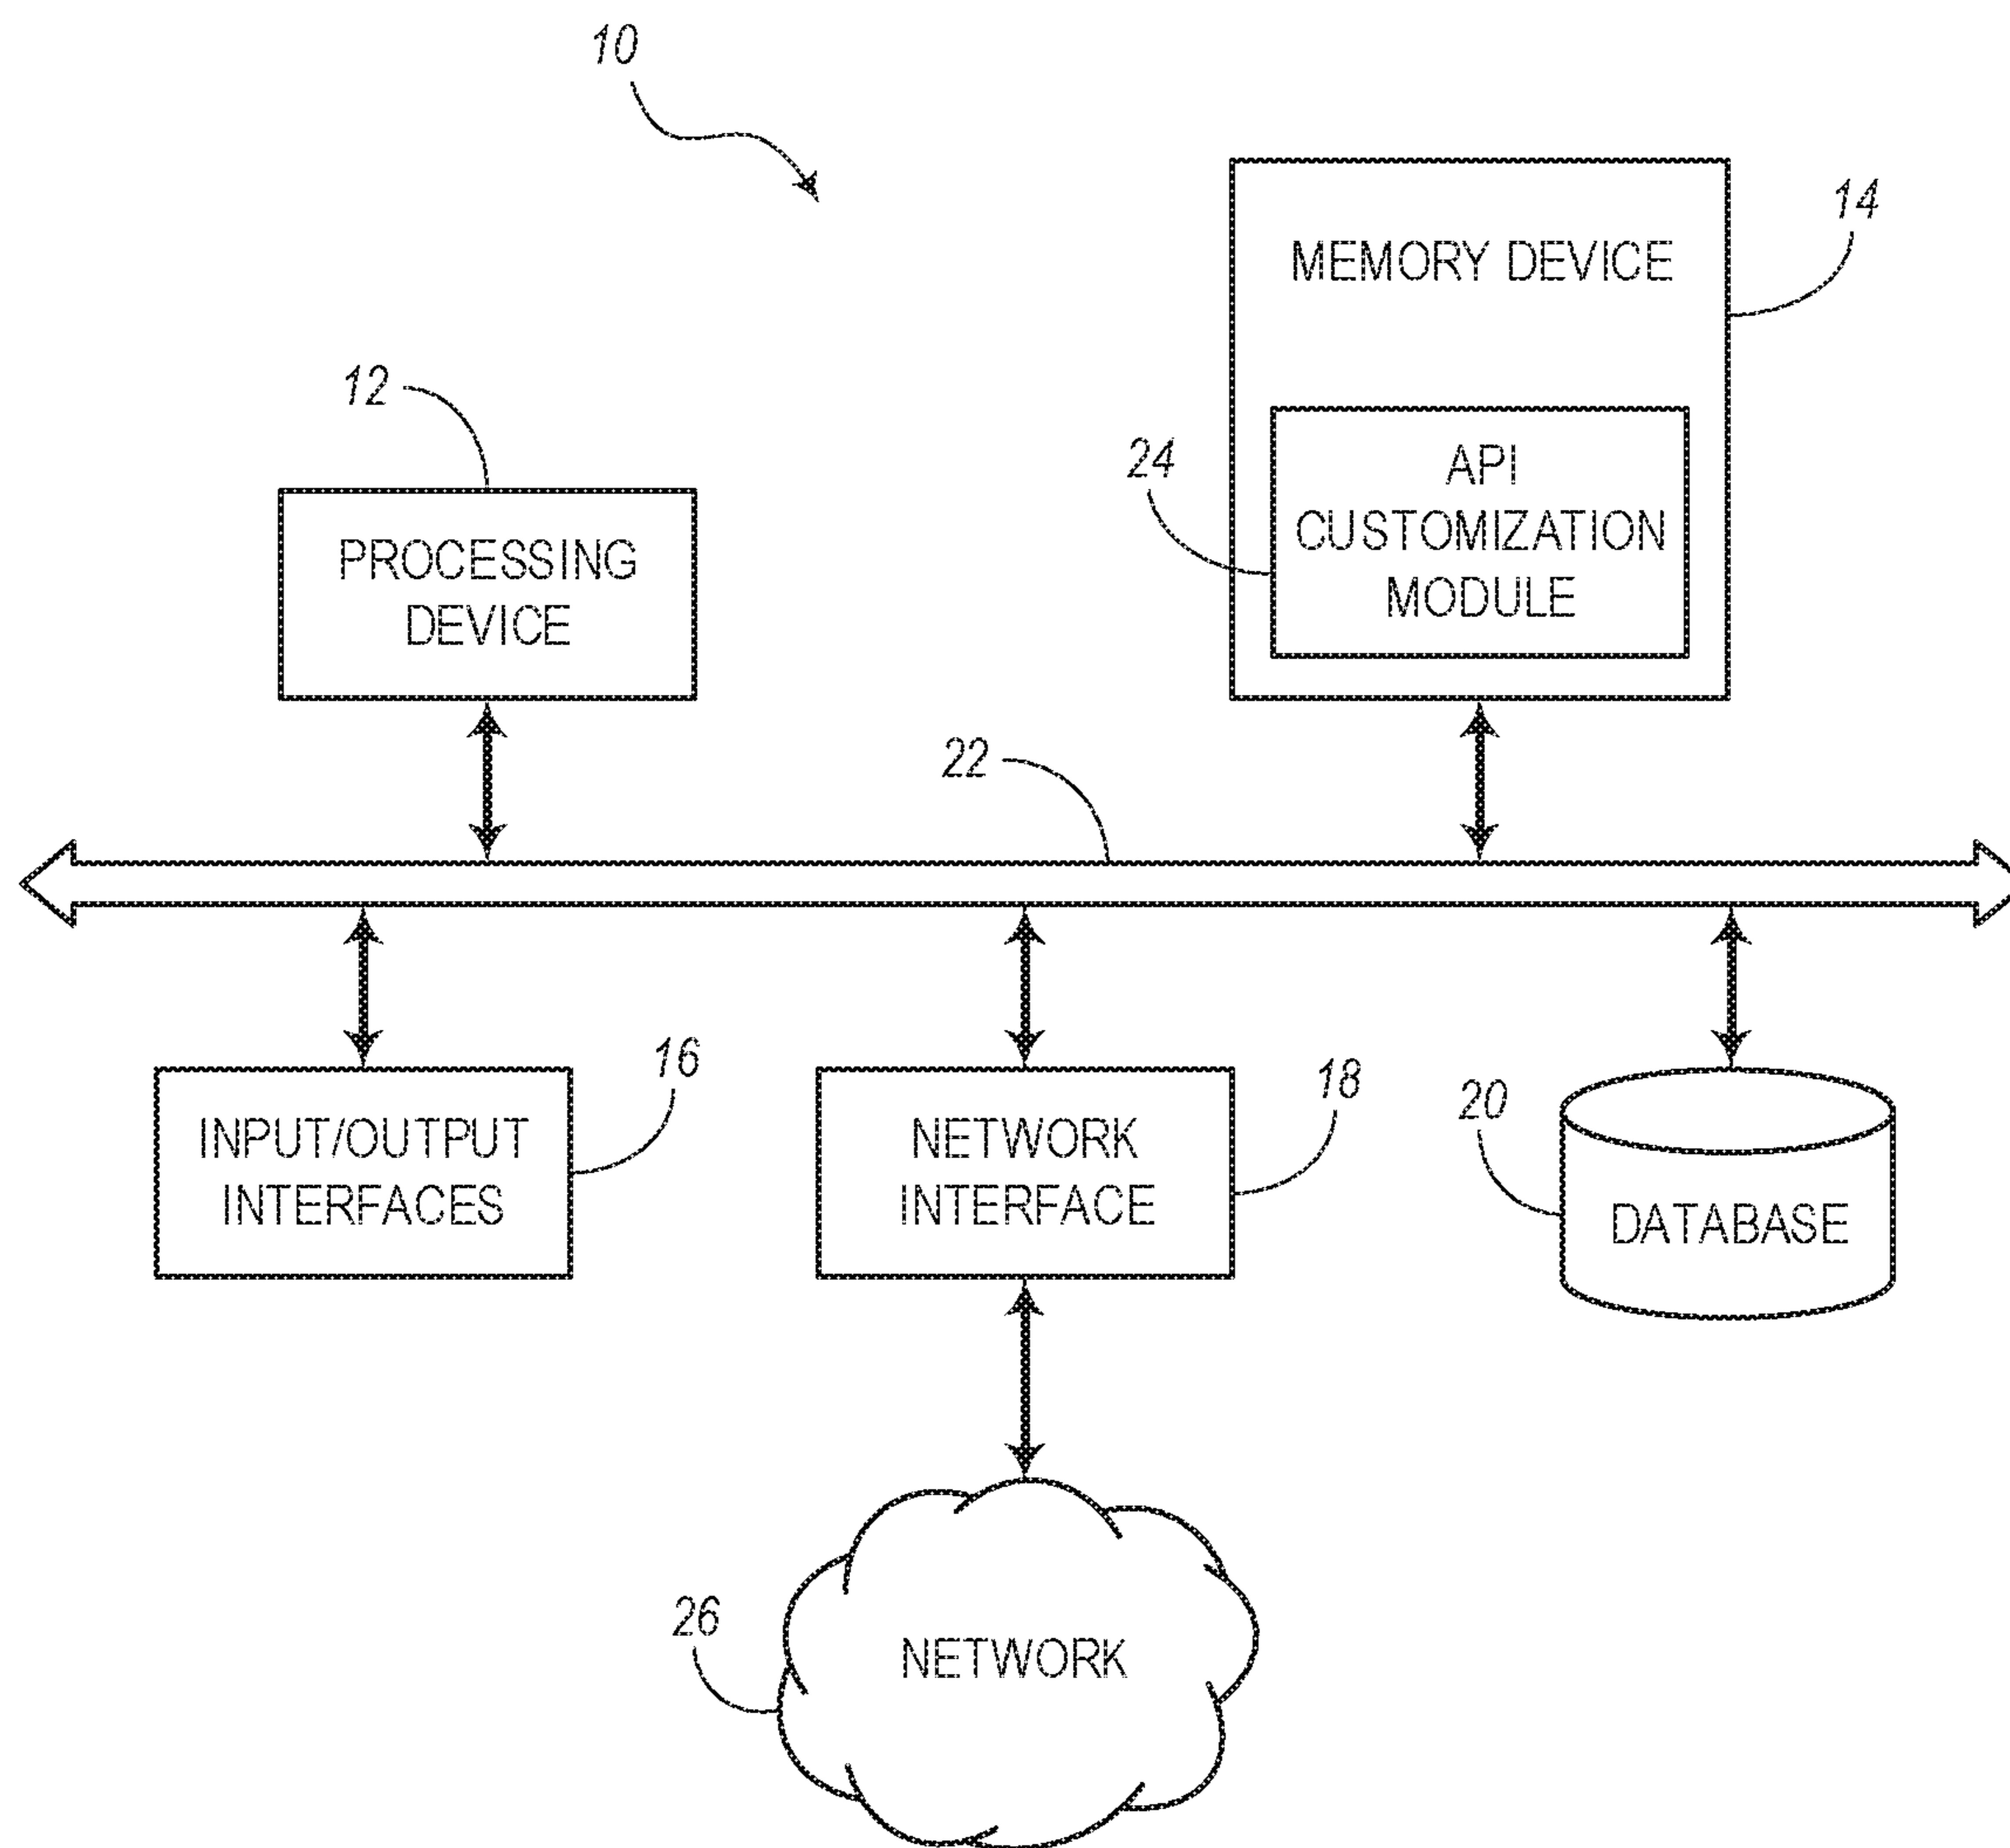 10
14
MEMORY DEVICE
12
24
API
CUSTOMIZATION
MODULE
PROCESSING
DEVICE
22
16
18
20
INPUT/OUTPUT
INTERFACES
NETWORK
INTERFACE
DATABASE
26
NETWORK